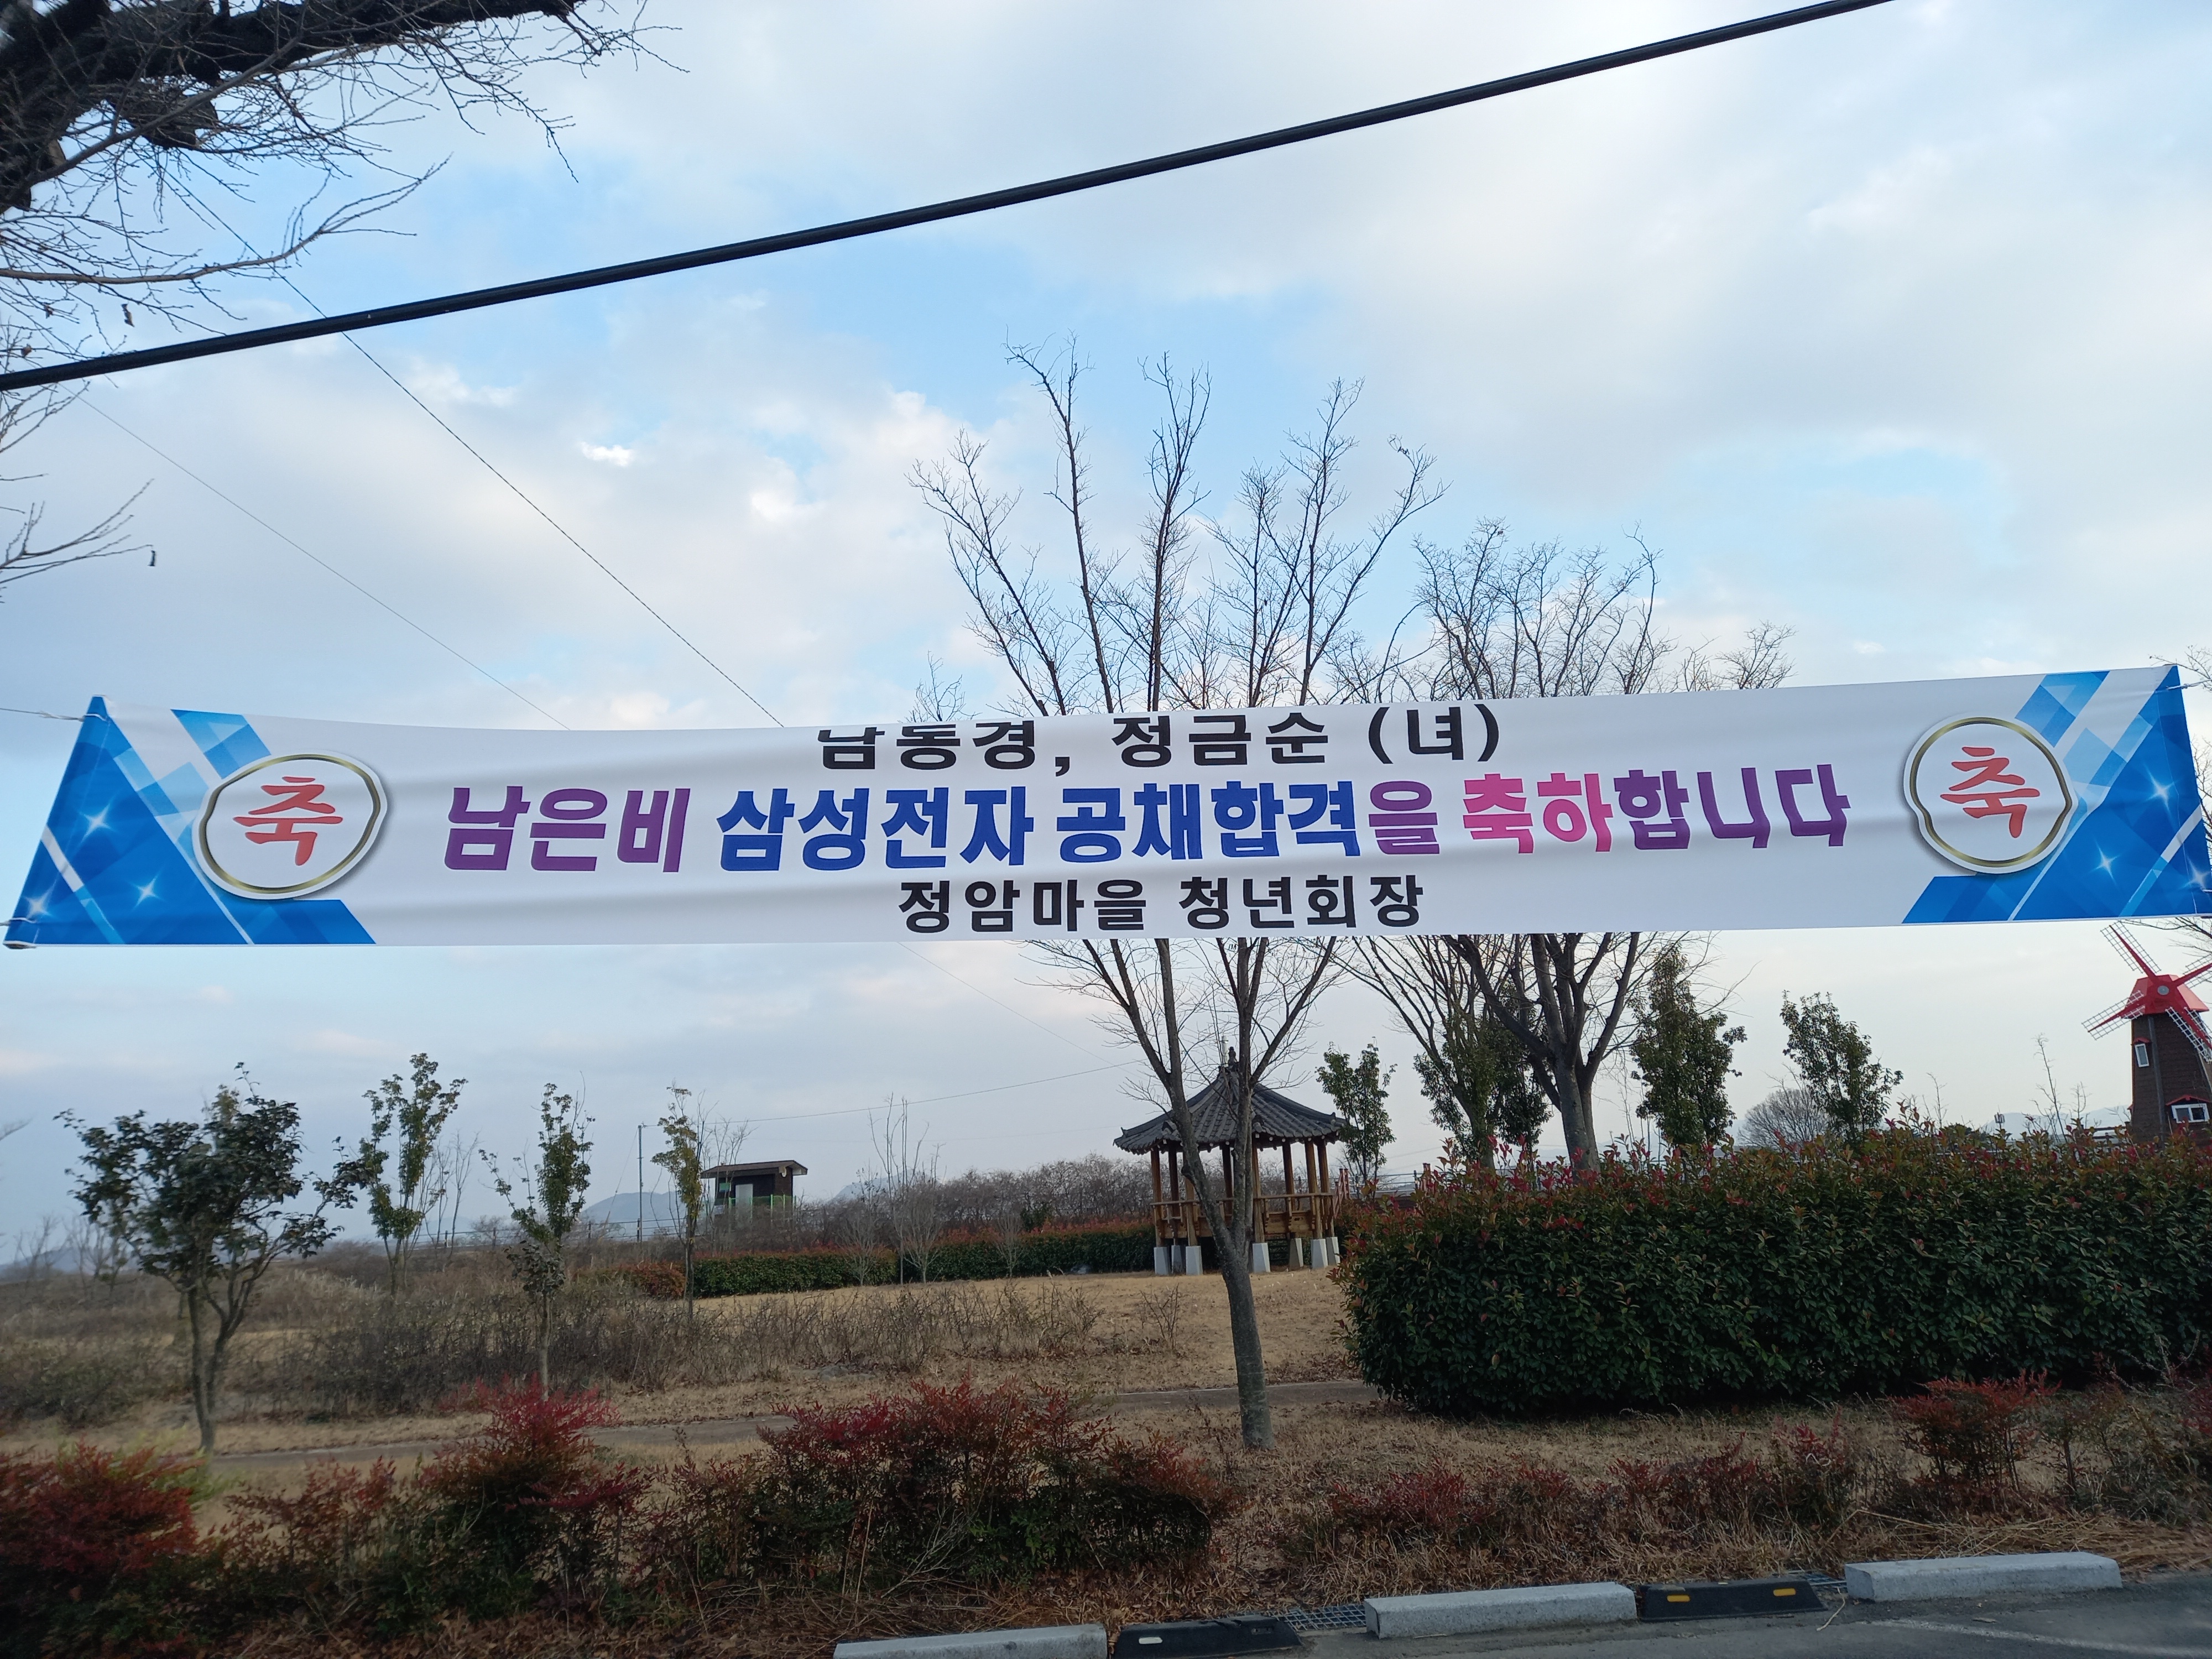 남동경, 정금순 (녀)
축 남은비 삼성전자 공채합격을 축하합니다 축
정암마을 청년회장